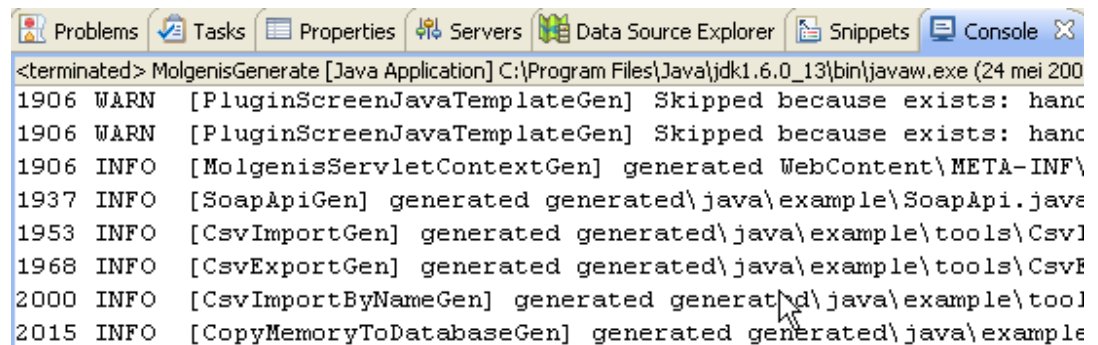 Problems Tasks Properties Servers Data Source Explorer Snippets Console
<terminated> MolgenisGenerate [Java Application] C:\Program Files\Java\jdk1.6.0_13\bin\javaw.exe (24 mei 200
1906 WARN [PluginScreenJavaTemplateGen] Skipped because exists: hand
1906 WARN [PluginScreenJavaTemplateGen] Skipped because exists: hand
1906 INFO [MolgenisServletContextGen] generated WebContent\META-INF\
1937 INFO [SoapApiGen] generated generated\java\example\SoapApi.java
1953 INFO [CsvImportGen] generated generated\java\example\tools\CsvI
1968 INFO [CsvExportGen] generated generated\java\example\tools\CsvE
2000 INFO [CsvImportByNameGen] generated generated\java\example\tool
2015 INFO [CopyMemoryToDatabaseGen] generated generated\java\example